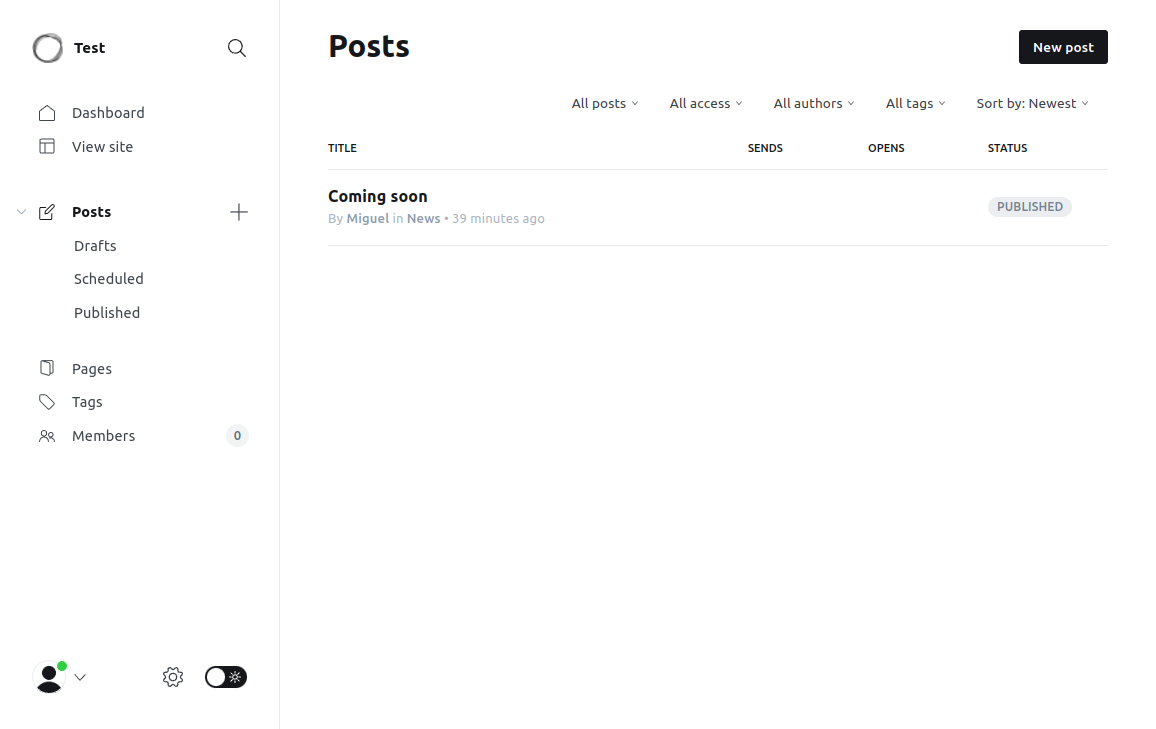 Test
Dashboard
View site
Posts
Drafts
Scheduled
Published
Pages
Tags
Members 0
Posts
New post
All posts All access All authors All tags Sort by: Newest
TITLE SENDS OPENS STATUS
Coming soon
By Miguel in News • 39 minutes ago
PUBLISHED